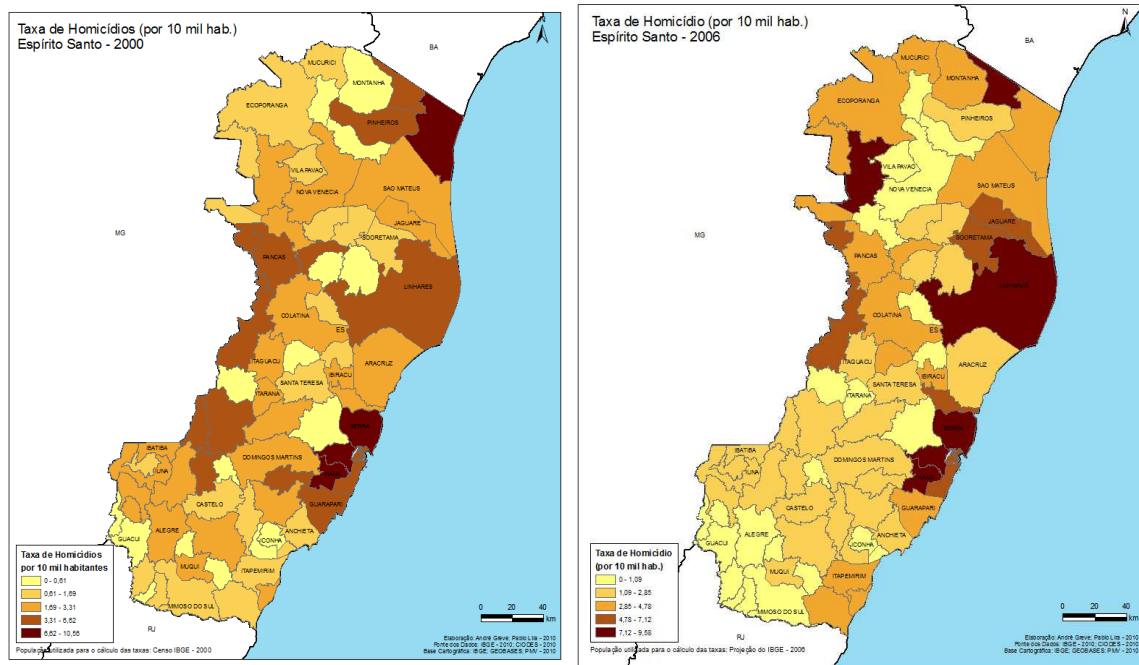 Taxa de Homicídios (por 10 mil hab.)
Espírito Santo - 2000
N
BA
MUCURICI
MONTANHA
ECOPORANGA
PINHEIROS
VILA PAVAO
NOVA VENECIA
SAO MATEUS
JAGUARE
SOORETAMA
MG
PANCAS
LINHARES
COLATINA
ES
ITAGUACU
ARACRUZ
IBIRACU
SANTA TERESA
ITARANA
SERRA
IBATIBA
IUNA
DOMINGOS MARTINS
VIANA
CASTELO
GUARAPARI
ALEGRE
ANCHIETA
ICONHA
GUACUI
MUQUI
ITAPEMIRIM
MIMOSO DO SUL
RJ
Taxa de Homicídios
por 10 mil habitantes
0 - 0,61
0,61 - 1,69
1,69 - 3,31
3,31 - 6,62
6,62 - 10,56
0 20 40
km
Elaboração: André Greve; Pablo Lira - 2010
Fonte dos Dados: IBGE - 2010; CIODES - 2010
Base Cartográfica: IBGE; GEOBASES; PMV - 2010
População utilizada para o cálculo das taxas: Censo IBGE - 2000
Taxa de Homicídio (por 10 mil hab.)
Espírito Santo - 2006
N
BA
MUCURICI
MONTANHA
ECOPORANGA
PINHEIROS
VILA PAVAO
NOVA VENECIA
SAO MATEUS
JAGUARE
SOORETAMA
MG
PANCAS
LINHARES
COLATINA
ES
ITAGUACU
ARACRUZ
IBIRACU
SANTA TERESA
ITARANA
SERRA
IBATIBA
IUNA
DOMINGOS MARTINS
CASTELO
GUARAPARI
ALEGRE
ANCHIETA
ICONHA
GUACUI
MUQUI
ITAPEMIRIM
MIMOSO DO SUL
RJ
Taxa de Homicídio
(por 10 mil hab.)
0 - 1,09
1,09 - 2,85
2,85 - 4,78
4,78 - 7,12
7,12 - 9,58
0 20 40
km
Elaboração: André Greve; Pablo Lira - 2010
Fonte dos Dados: IBGE - 2010; CIODES - 2010
Base Cartográfica: IBGE; GEOBASES; PMV - 2010
População utilizada para o cálculo das taxas: Projeção do IBGE - 2006